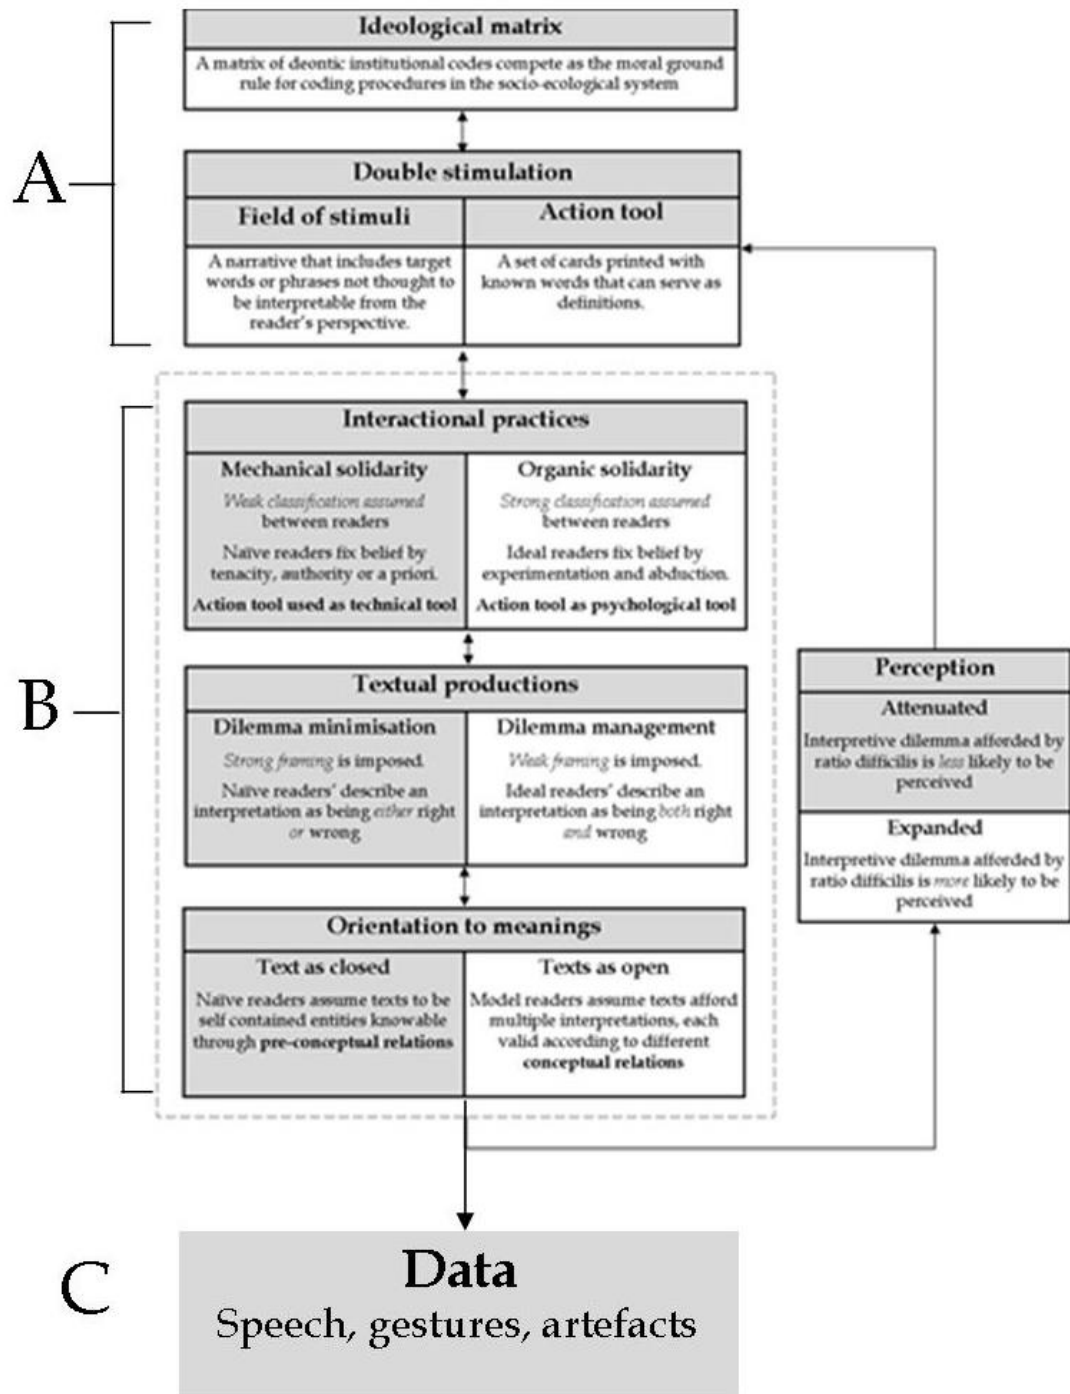 Ideological matrix
A matrix of deontic institutional codes compete as the moral ground
rule for coding procedures in the socio-ecological system
A
Double stimulation
Field of stimuli
A narrative that includes target
words or phrases not thought to
be interpretable from the
reader's perspective.
Action tool
A set of cards printed with
known words that can serve as
definitions.
B
Interactional practices
Mechanical solidarity
Weak classification assumed
between readers
Naïve readers fix belief by
tenacity, authority or a priori.
Action tool used as technical tool
Organic solidarity
Strong classification assumed
between readers
Ideal readers fix belief by
experimentation and abduction.
Action tool as psychological tool
Textual productions
Dilemma minimisation
Strong framing is imposed.
Naïve readers' describe an
interpretation as being either right
or wrong
Dilemma management
Weak framing is imposed.
Ideal readers' describe an
interpretation as being both right
and wrong
Orientation to meanings
Text as closed
Naïve readers assume texts to be
self contained entities knowable
through pre-conceptual relations
Texts as open
Model readers assume texts afford
multiple interpretations, each
valid according to different
conceptual relations
Perception
Attenuated
Interpretive dilemma afforded by
ratio difficilis is less likely to be
perceived
Expanded
Interpretive dilemma afforded by
ratio difficilis is more likely to be
perceived
C
Data
Speech, gestures, artefacts